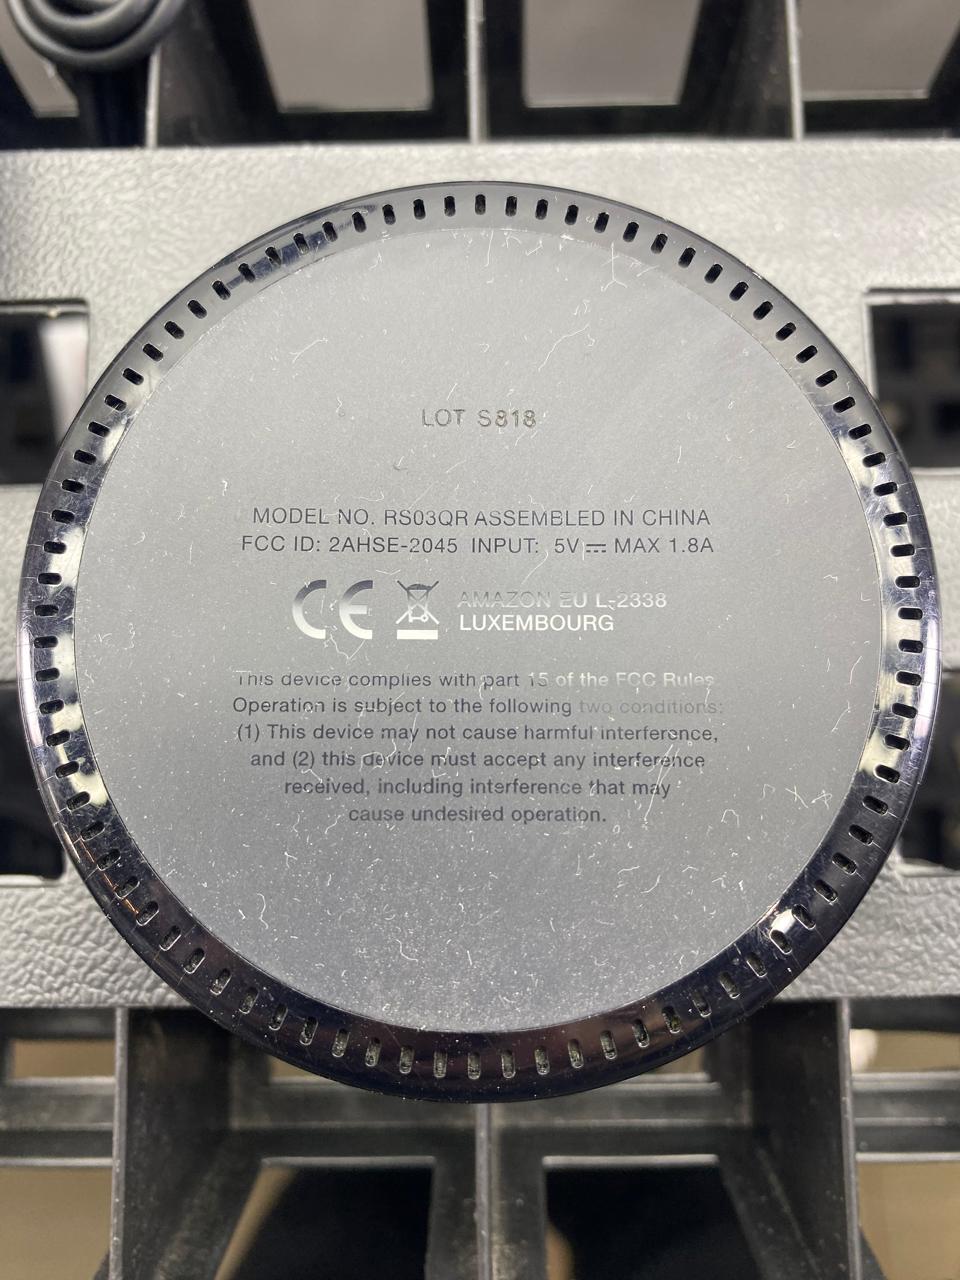 LOT S818
MODEL NO. RS03QR ASSEMBLED IN CHINA
FCC ID: 2AHSE-2045 INPUT: 5V⎓MAX 1.8A
CE AMAZON EU L-2338
LUXEMBOURG
This device complies with part 15 of the FCC Rules
Operation is subject to the following two conditions:
(1) This device may not cause harmful interference,
and (2) this device must accept any interference
received, including interference that may
cause undesired operation.